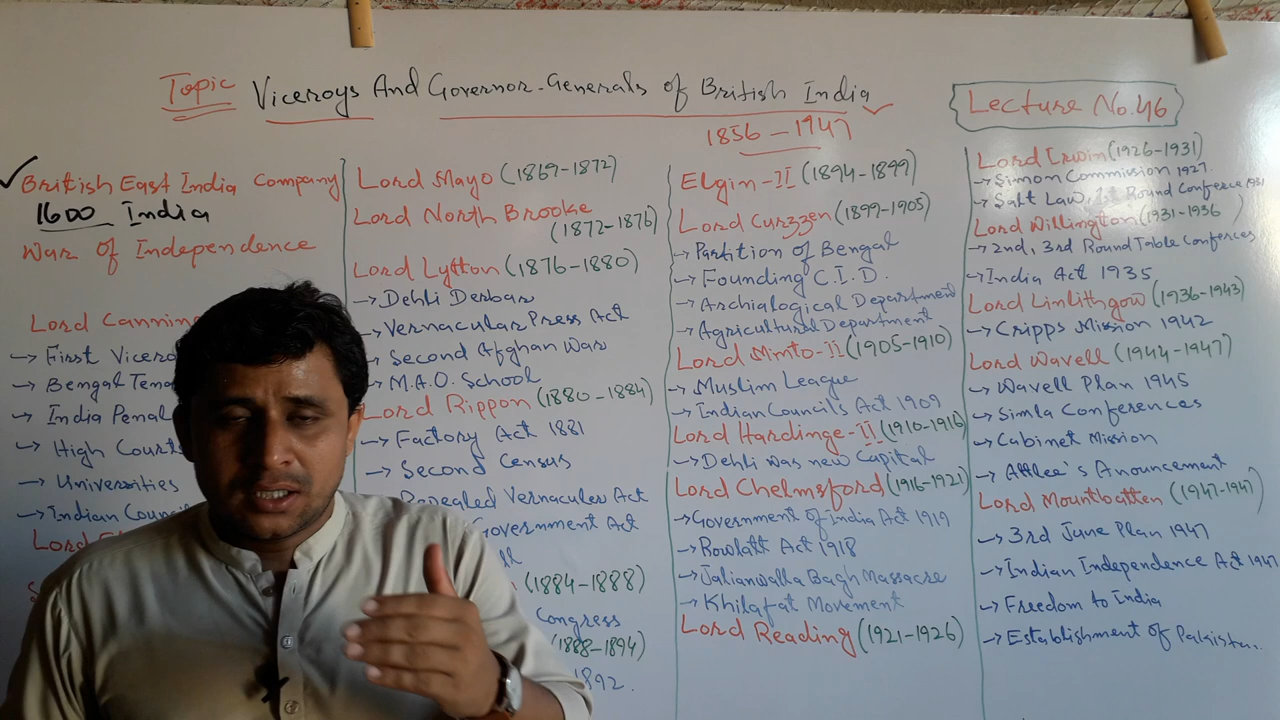 Topic Viceroys And Governor-Generals of British India
1856-1947
Lecture No.46
British East India Company
1600 India
War of Independence
Lord Canning
→ First
→ Bengal
→ India Penal
→ High Courts
→ Universities
→ Indian
Lord
Lord Mayo (1869-1872)
Lord North Brooke
(1872-1876)
Lord Lytton (1876-1880)
→ Dehli Derbar
→ Vernacular Press Act
→ Second Afghan War
→ M.A.O. School
Lord Rippon (1880-1884)
→ Factory Act 1881
→ Second Census
Repealed Vernacular Act
Government Act
(1884-1888)
Congress
(1888-1894)
1892.
Elgin-II (1894-1899)
Lord Curzzen (1899-1905)
→ Partition of Bengal
→ Founding C.I.D.
→ Archialogical Department
→ Agricultural Department
Lord Minto-II (1905-1910)
→ Muslim League
→ Indian Councils Act 1909
Lord Hardinge-II (1910-1916)
→ Dehli was new Capital
Lord Chelmsford (1916-1921)
→ Government of India Act 1919
→ Rowlatt Act 1918
→ Jalianwalla Bagh Massacre
→ Khilafat Movement
Lord Reading (1921-1926)
Lord Irwin (1926-1931)
→ Simon Commission 1927.
→ Salt Law, 1st Round Conference 1931
Lord Willington (1931-1936)
→ 2nd, 3rd Round Table Confernces
→ India Act 1935
Lord Linlithgow (1936-1943)
→ Cripps Mission 1942
Lord Wavell (1944-1947)
→ Wavell Plan 1945
→ Simla Conferences
→ Cabinet Mission
→ Attlee's Anouncement
Lord Mountbatten (1947-1947)
→ 3rd June Plan 1947
→ Indian Independence Act 1947
→ Freedom to India
→ Establishment of Pakistan.